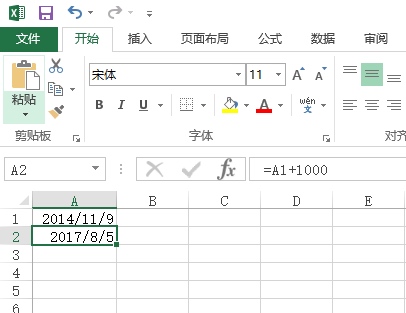 文件 开始 插入 页面布局 公式 数据 审阅
粘贴 宋体 11 A A
B I U A wén
剪贴板 字体 对齐
A2 fx =A1+1000
A B C D E
1 2014/11/9
2 2017/8/5
3
4
5
6